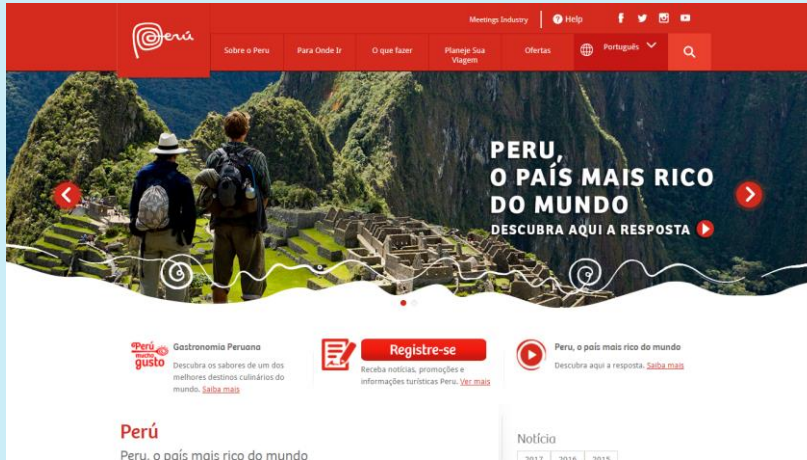 Meetings Industry
Help
Perú
Sobre o Peru
Para Onde Ir
O que fazer
Planeje Sua
Viagem
Ofertas
Português
PERU,
O PAÍS MAIS RICO
DO MUNDO
DESCUBRA AQUI A RESPOSTA
Perú
mucho
gusto
Gastronomia Peruana
Descubra os sabores de um dos
melhores destinos culinários do
mundo. Saiba mais
Registre-se
Receba notícias, promoções e
informações turísticas Peru. Ver mais
Peru, o país mais rico do mundo
Descubra aqui a resposta. Saiba mais
Perú
Peru, o país mais rico do mundo
Notícia
2017
2016
2015